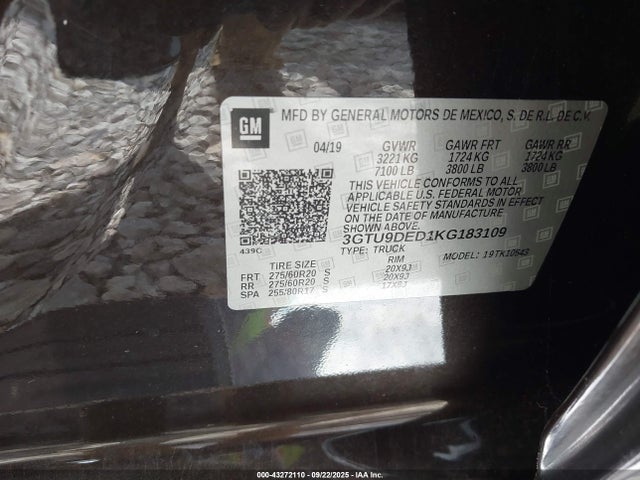 GM
MFD BY GENERAL MOTORS DE MEXICO, S. DE R.L. DE C.V.
04/19 GVWR GAWR FRT GAWR RR
3221 KG 1724 KG 1724 KG
7100 LB 3800 LB 3800 LB
THIS VEHICLE CONFORMS TO ALL
APPLICABLE U.S. FEDERAL MOTOR
VEHICLE SAFETY STANDARDS IN EFFECT
ON THE DATE OF MANUFACTURE
SHOWN ABOVE.
3GTU9DED1KG183109
439C TYPE: TRUCK MODEL: 19TK10543
TIRE SIZE RIM
FRT 275/60R20 S 20X9J
RR 275/60R20 S 20X9J
SPA 255/80R17 S 17X8J
000-43272110 - 09/22/2025 - IAA Inc.